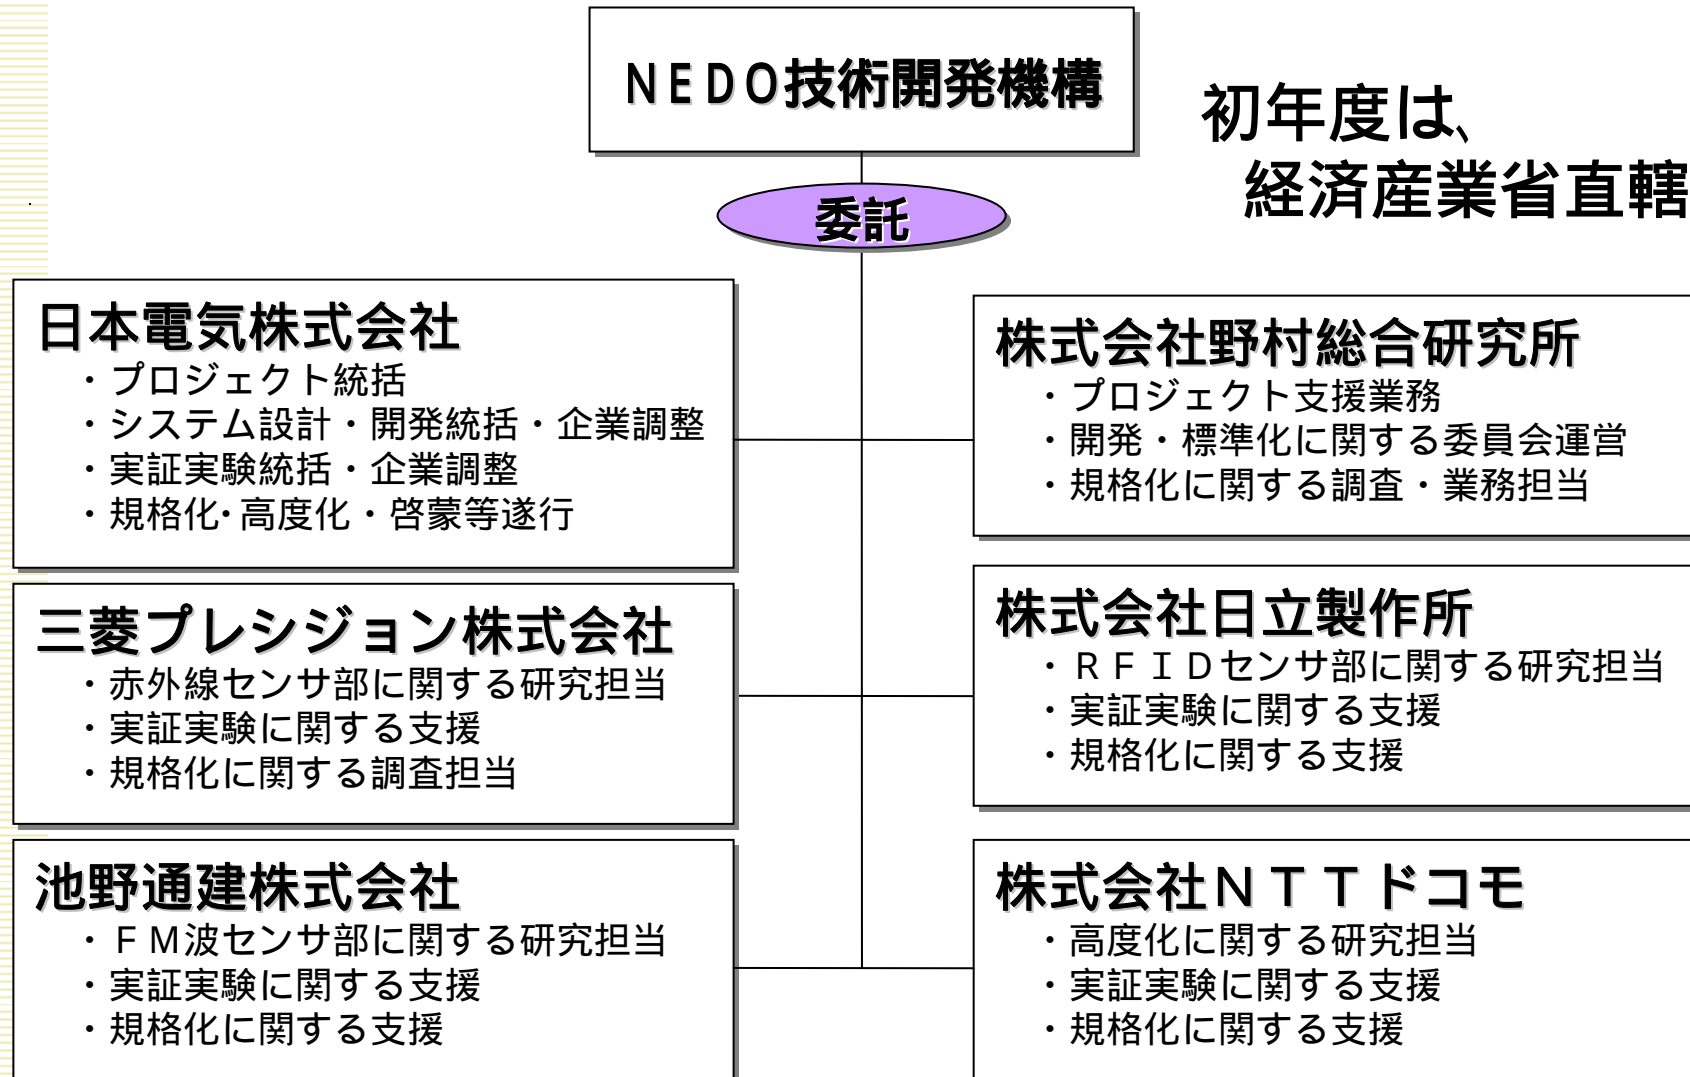 ＮＥＤＯ技術開発機構
初年度は、
経済産業省直轄
委託
日本電気株式会社
・プロジェクト統括
・システム設計・開発統括・企業調整
・実証実験統括・企業調整
・規格化・高度化・啓蒙等遂行
株式会社野村総合研究所
・プロジェクト支援業務
・開発・標準化に関する委員会運営
・規格化に関する調査・業務担当
三菱プレシジョン株式会社
・赤外線センサ部に関する研究担当
・実証実験に関する支援
・規格化に関する調査担当
株式会社日立製作所
・ＲＦＩＤセンサ部に関する研究担当
・実証実験に関する支援
・規格化に関する支援
池野通建株式会社
・ＦＭ波センサ部に関する研究担当
・実証実験に関する支援
・規格化に関する支援
株式会社ＮＴＴドコモ
・高度化に関する研究担当
・実証実験に関する支援
・規格化に関する支援